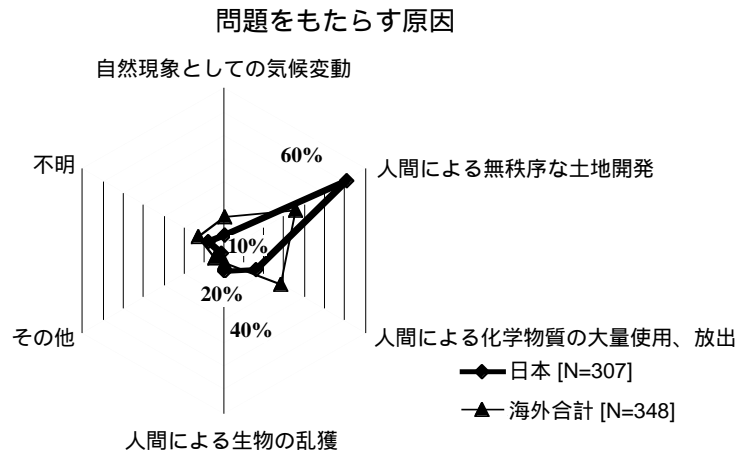 問題をもたらす原因
自然現象としての気候変動
60%
不明
人間による無秩序な土地開発
10%
20%
40%
その他
人間による化学物質の大量使用、放出
日本 [N=307]
海外合計 [N=348]
人間による生物の乱獲